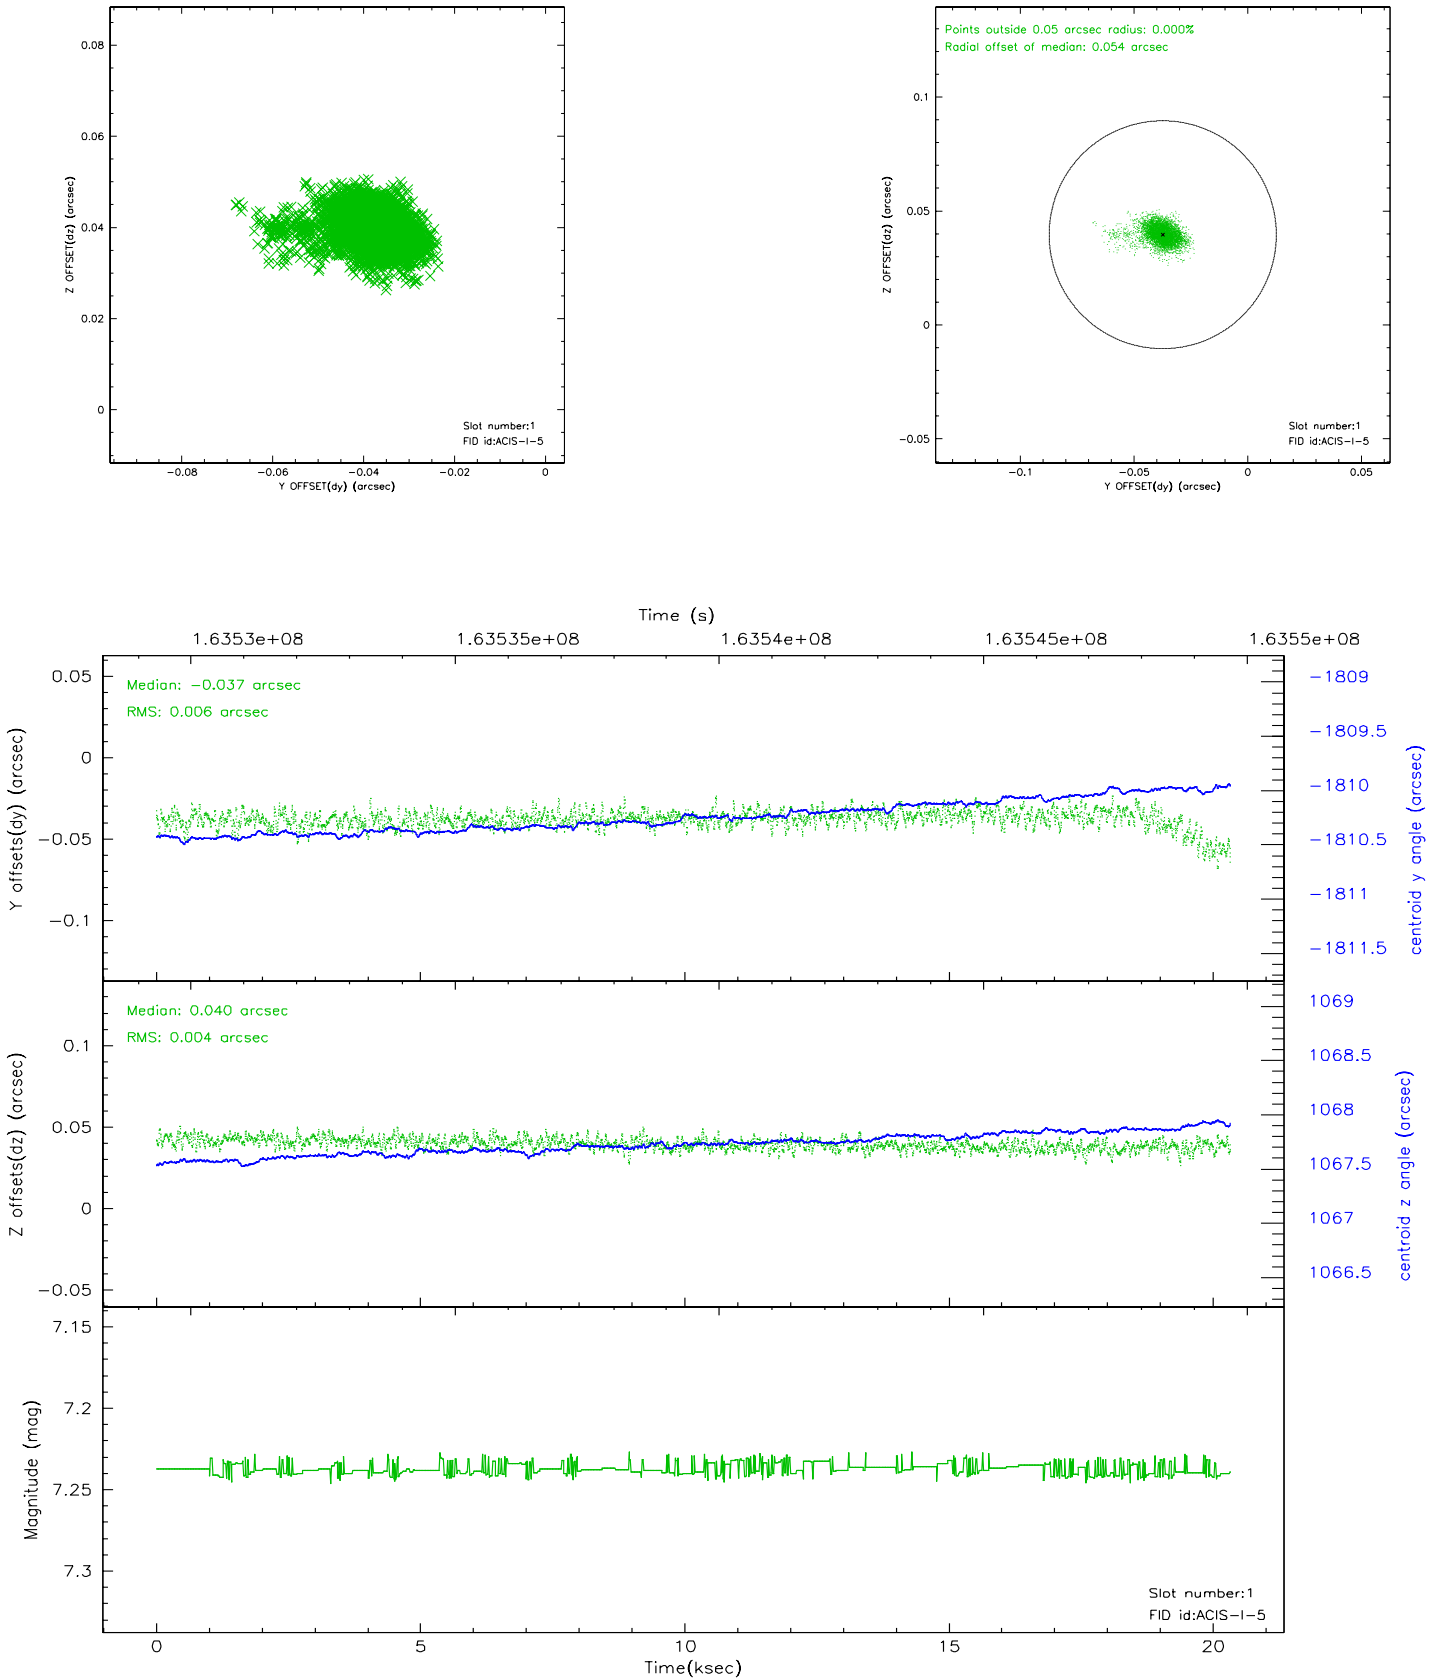 0.08
0.06
0.04
0.02
0
Z OFFSET(dz) (arcsec)
Slot number:1
FID id:ACIS-I-5
-0.08
-0.06
-0.04
-0.02
0
Y OFFSET(dy) (arcsec)
Points outside 0.05 arcsec radius: 0.000%
Radial offset of median: 0.054 arcsec
0.1
0.05
0
-0.05
Z OFFSET(dz) (arcsec)
Slot number:1
FID id:ACIS-I-5
-0.1
-0.05
0
0.05
Y OFFSET(dy) (arcsec)
Time (s)
1.6353e+08
1.63535e+08
1.6354e+08
1.63545e+08
1.6355e+08
Median: -0.037 arcsec
RMS: 0.006 arcsec
0.05
0
-0.05
-0.1
Y offsets(dy) (arcsec)
-1809
-1809.5
-1810
-1810.5
-1811
-1811.5
centroid y angle (arcsec)
Median: 0.040 arcsec
RMS: 0.004 arcsec
0.1
0.05
0
-0.05
Z offsets(dz) (arcsec)
1069
1068.5
1068
1067.5
1067
1066.5
centroid z angle (arcsec)
7.15
7.2
7.25
7.3
Magnitude (mag)
Slot number:1
FID id:ACIS-I-5
0
5
10
15
20
Time(ksec)